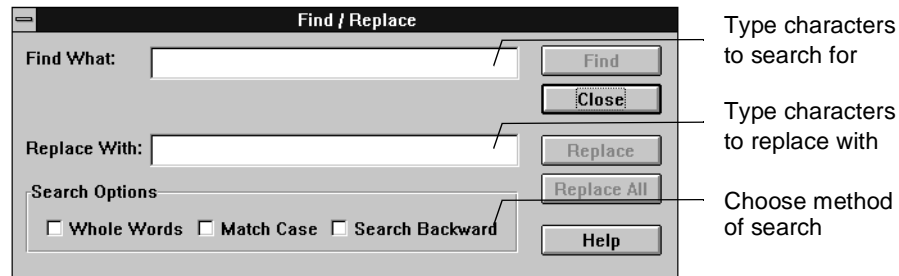 Find / Replace
Type characters
to search for
Find What:
Find
Close
Type characters
to replace with
Replace With:
Replace
Search Options
Replace All
Choose method
of search
Whole Words
Match Case
Search Backward
Help